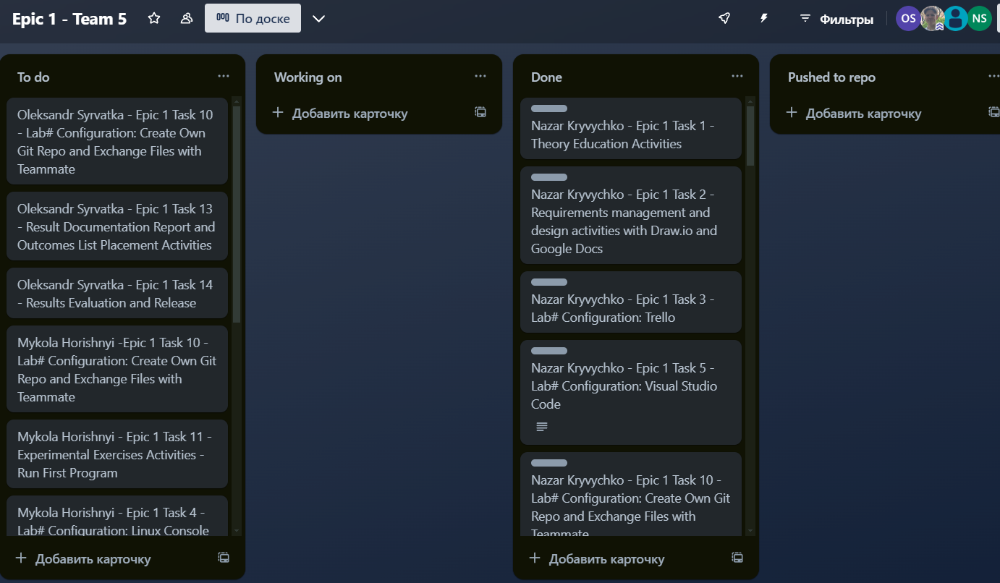 Epic 1 - Team 5
По доске
Фильтры
OS
NS
To do
Oleksandr Syrvatka - Epic 1 Task 10
- Lab# Configuration: Create Own
Git Repo and Exchange Files with
Teammate
Oleksandr Syrvatka - Epic 1 Task 13
- Result Documentation Report and
Outcomes List Placement Activities
Oleksandr Syrvatka - Epic 1 Task 14
- Results Evaluation and Release
Mykola Horishnyi -Epic 1 Task 10 -
Lab# Configuration: Create Own Git
Repo and Exchange Files with
Teammate
Mykola Horishnyi - Epic 1 Task 11 -
Experimental Exercises Activities -
Run First Program
Mykola Horishnyi - Epic 1 Task 4 -
Lab# Configuration: Linux Console
Добавить карточку
Working on
Добавить карточку
Done
Nazar Kryvychko - Epic 1 Task 1 -
Theory Education Activities
Nazar Kryvychko - Epic 1 Task 2 -
Requirements management and
design activities with Draw.io and
Google Docs
Nazar Kryvychko - Epic 1 Task 3 -
Lab# Configuration: Trello
Nazar Kryvychko - Epic 1 Task 5 -
Lab# Configuration: Visual Studio
Code
Nazar Kryvychko - Epic 1 Task 10 -
Lab# Configuration: Create Own Git
Repo and Exchange Files with
Teammate
Добавить карточку
Pushed to repo
Добавить карточку